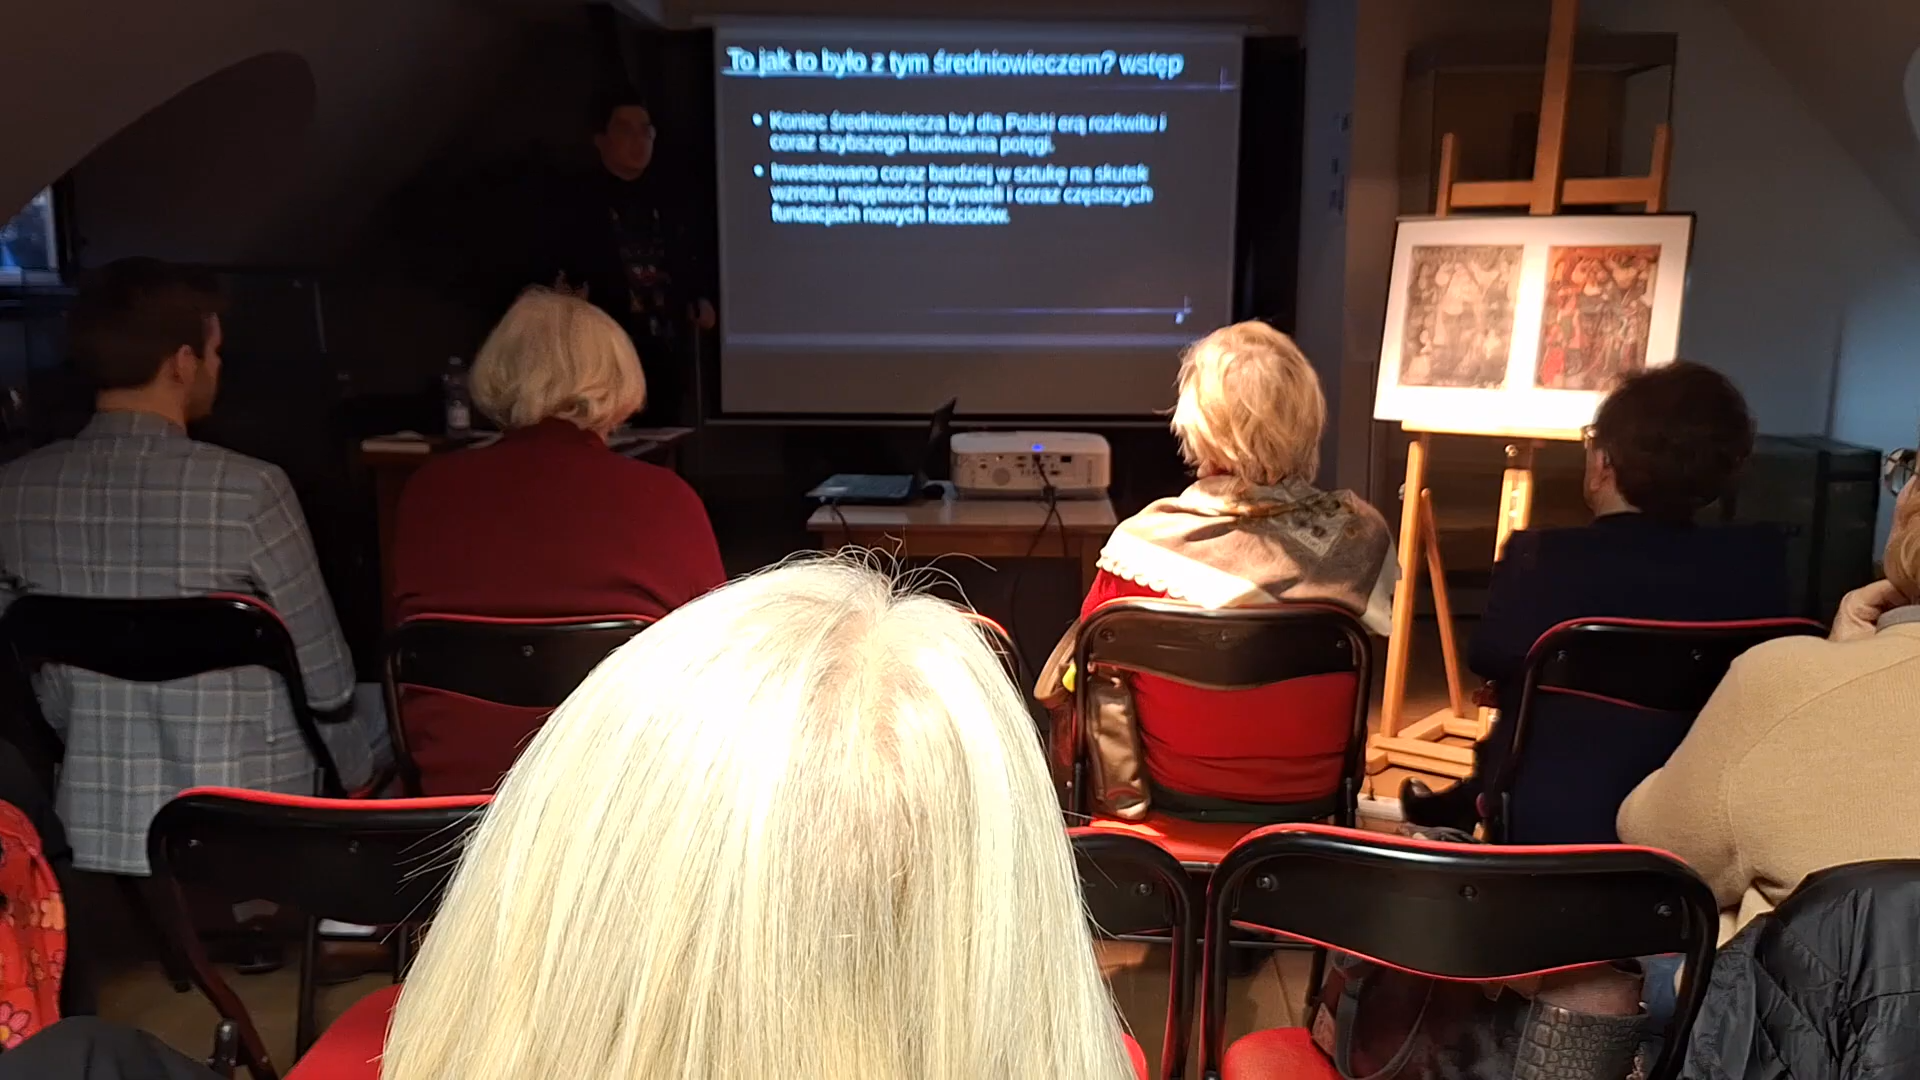 To jak to było z tym średniowieczem? wstęp
Koniec średniowiecza był dla Polski erą rozkwitu i
coraz szybszego budowania potęgi.
Inwestowano coraz bardziej w sztukę na skutek
wzrostu majętności obywateli i coraz częstszych
fundacjach nowych kościołów.